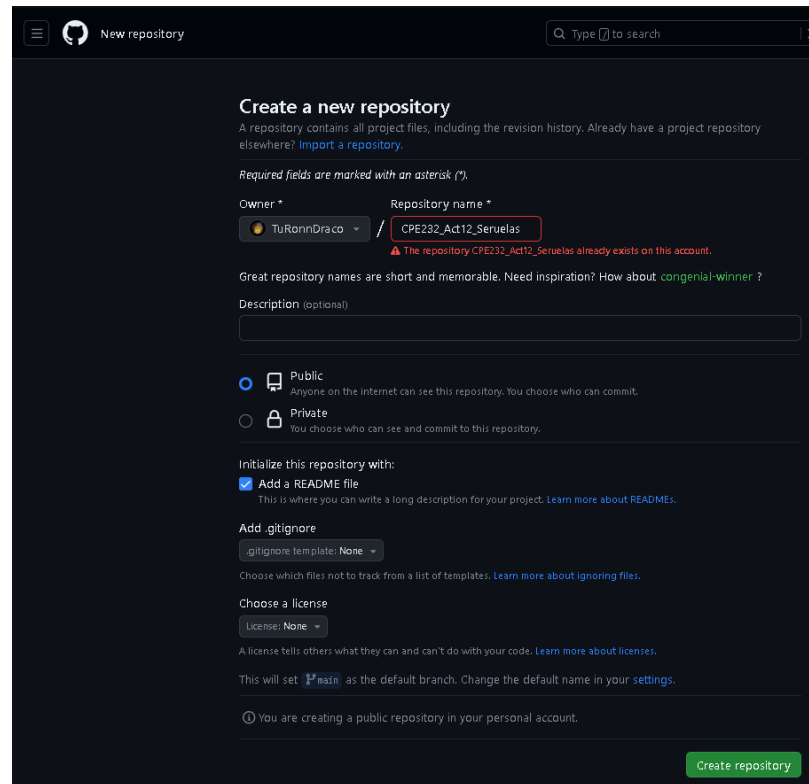 New repository
Type / to search
Create a new repository
A repository contains all project files, including the revision history. Already have a project repository
elsewhere? Import a repository.
Required fields are marked with an asterisk (*).
Owner * Repository name *
TuRonnDraco / CPE232_Act12_Seruelas
The repository CPE232_Act12_Seruelas already exists on this account.
Great repository names are short and memorable. Need inspiration? How about congenial-winner ?
Description (optional)
Public
Anyone on the internet can see this repository. You choose who can commit.
Private
You choose who can see and commit to this repository.
Initialize this repository with:
Add a README file
This is where you can write a long description for your project. Learn more about READMEs.
Add .gitignore
.gitignore template: None
Choose which files not to track from a list of templates. Learn more about ignoring files.
Choose a license
License: None
A license tells others what they can and can't do with your code. Learn more about licenses.
This will set main as the default branch. Change the default name in your settings.
You are creating a public repository in your personal account.
Create repository